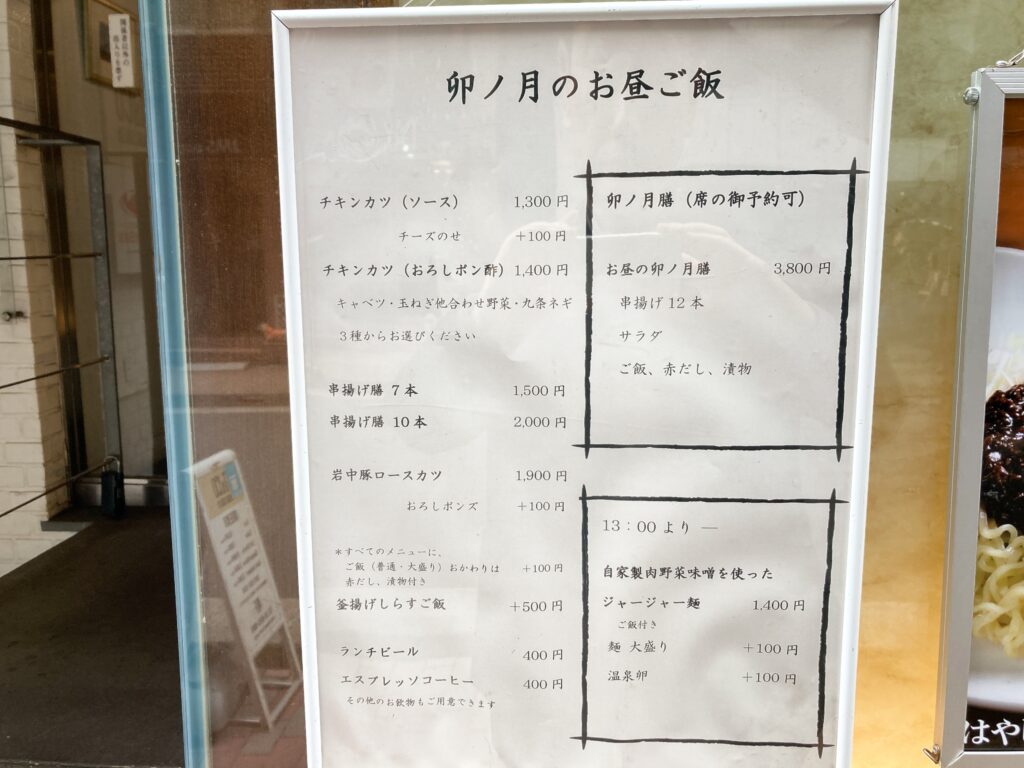 卯ノ月のお昼ご飯
チキンカツ（ソース） 1,300円
チーズのせ +100円
チキンカツ（おろしポン酢） 1,400円
キャベツ・玉ねぎ他合わせ野菜・九条ネギ
３種からお選びください
串揚げ膳 7本 1,500円
串揚げ膳 10本 2,000円
岩中豚ロースカツ 1,900円
おろしポンズ +100円
＊すべてのメニューに、
ご飯（普通・大盛り）おかわりは +100円
赤だし、漬物付き
釜揚げしらすご飯 +500円
ランチビール 400円
エスプレッソコーヒー 400円
その他のお飲物もご用意できます
卯ノ月膳（席の御予約可）
お昼の卯ノ月膳 3,800円
串揚げ12本
サラダ
ご飯、赤だし、漬物
13：00より ―
自家製肉野菜味噌を使った
ジャージャー麺 1,400円
ご飯付き
麺 大盛り +100円
温泉卵 +100円
はや